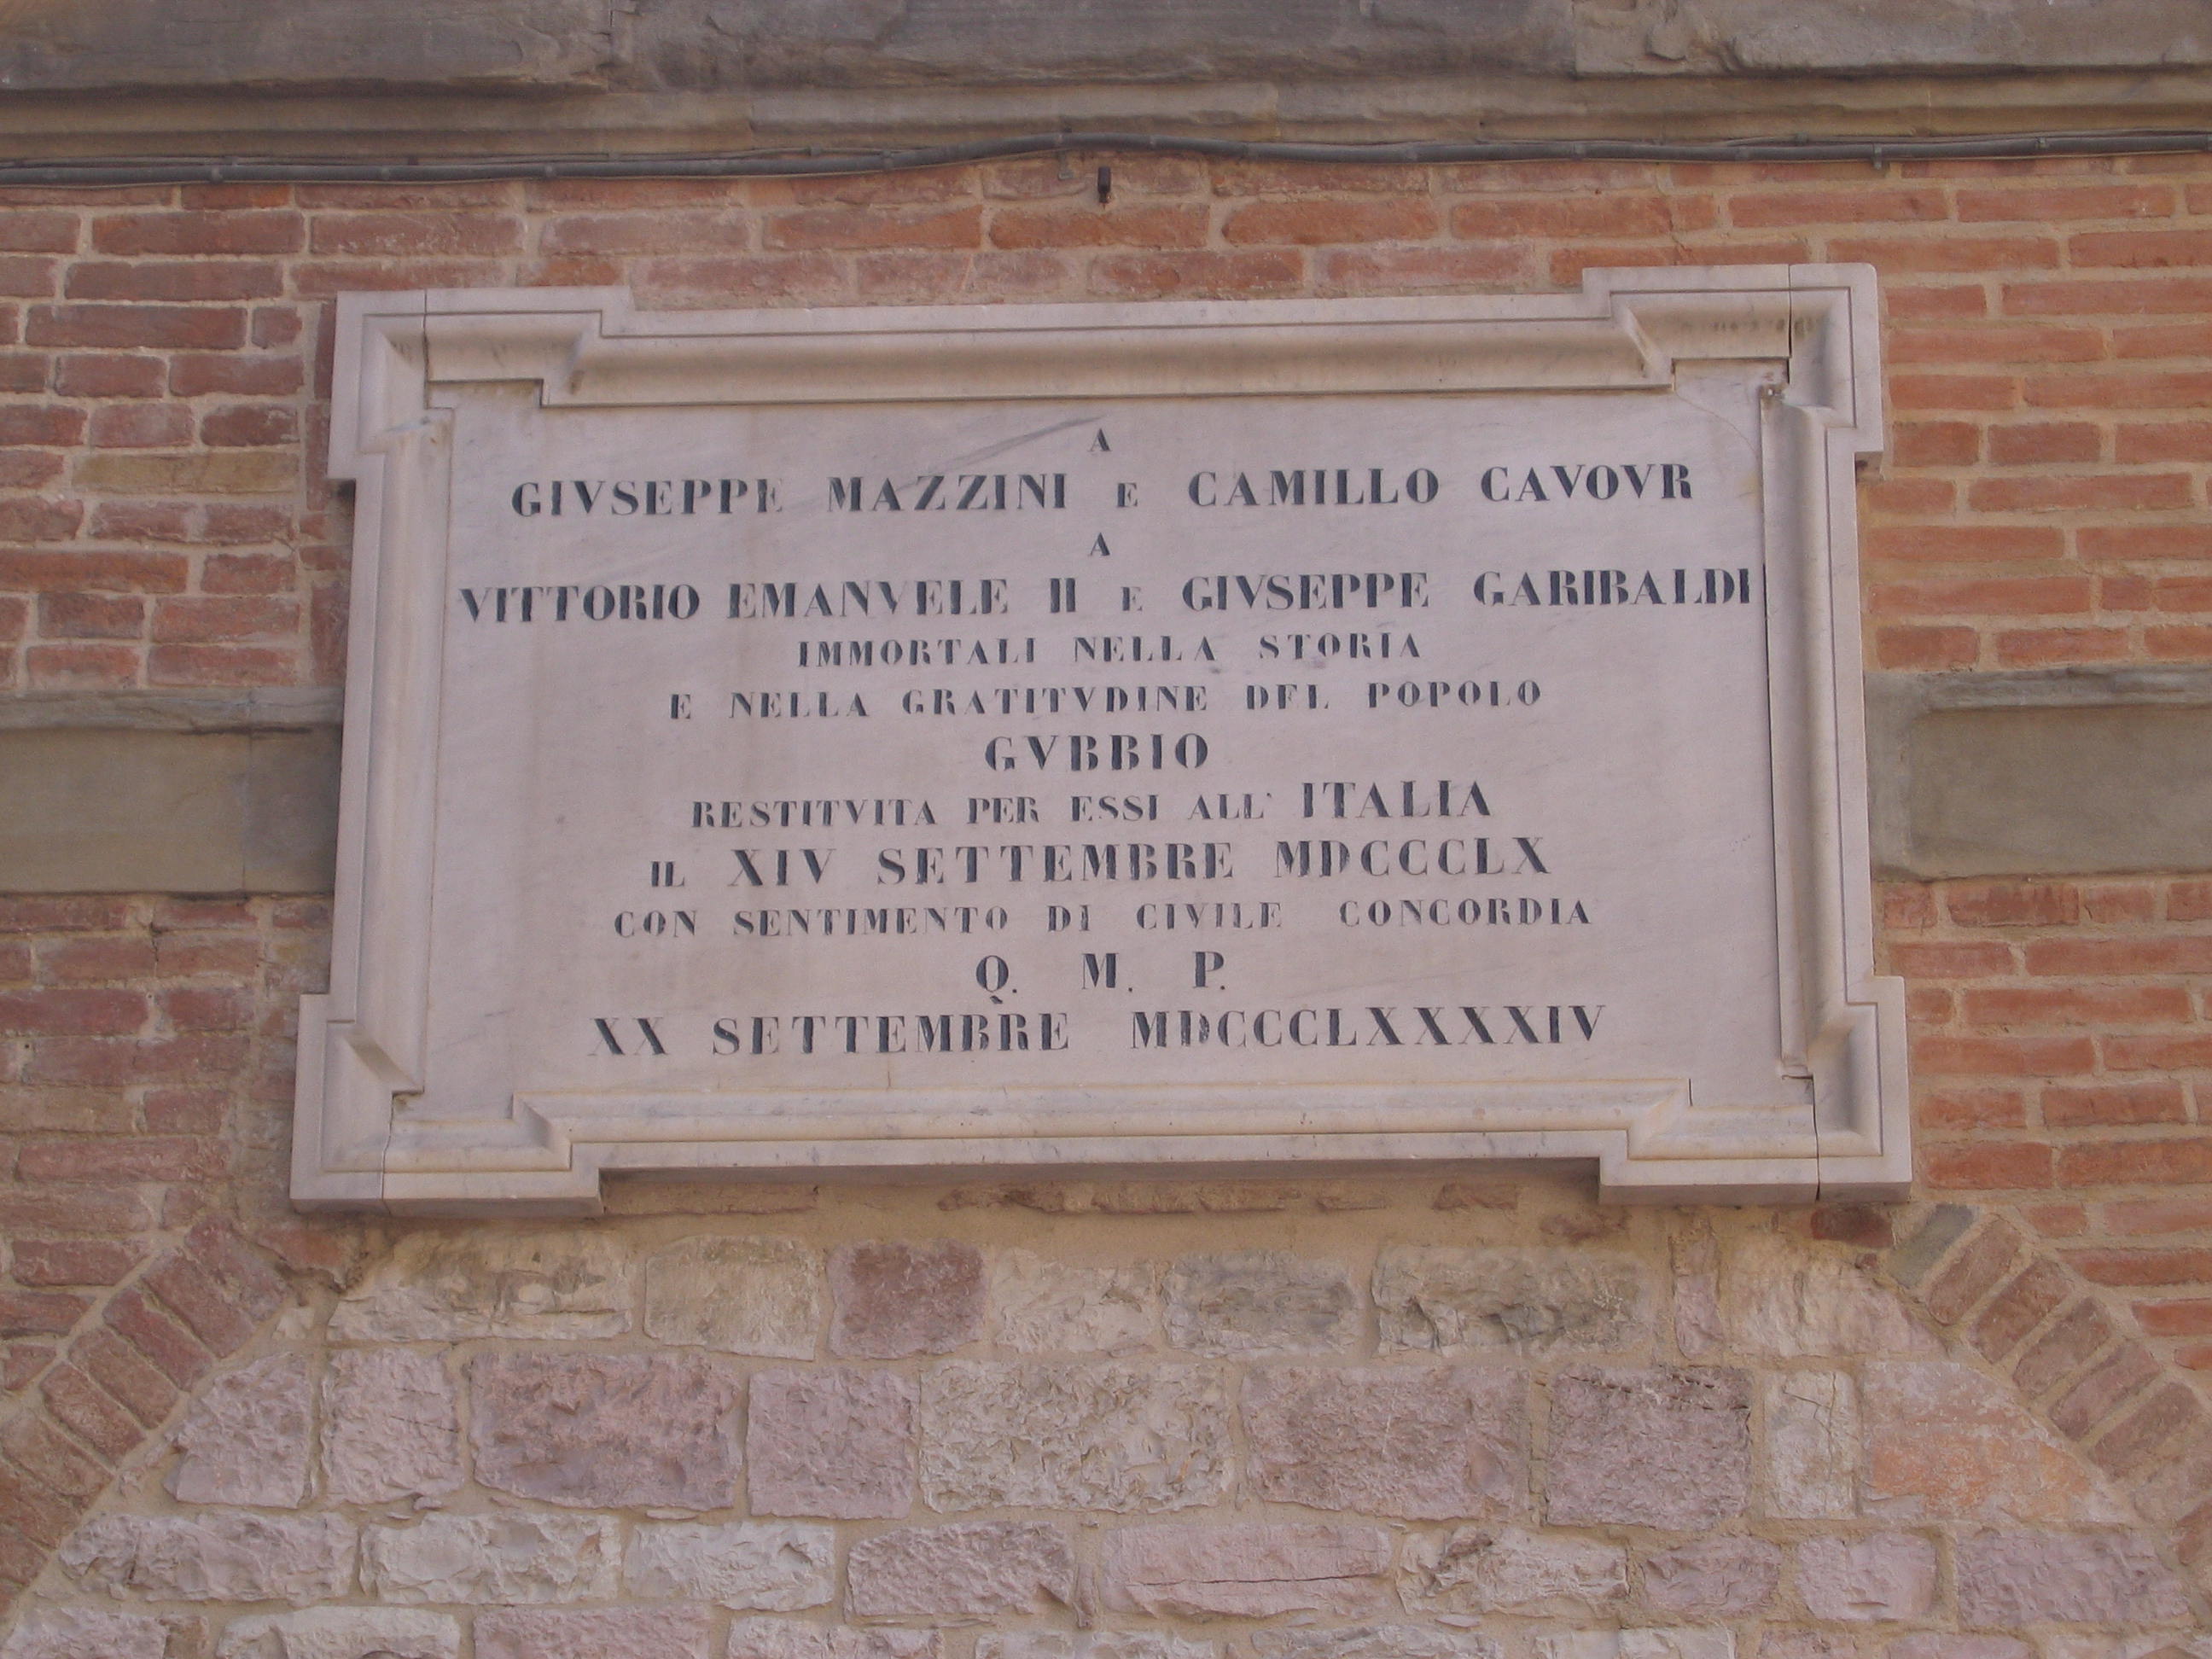 A
GIVSEPPE MAZZINI E CAMILLO CAVOVR
A
VITTORIO EMANVELE II E GIVSEPPE GARIBALDI
IMMORTALI NELLA STORIA
E NELLA GRATITVDINE DEL POPOLO
GVBBIO
RESTITVITA PER ESSI ALL' ITALIA
IL XIV SETTEMBRE MDCCCLX
CON SENTIMENTO DI CIVILE CONCORDIA
Q. M. P.
XX SETTEMBRE MDCCCLXXXXIV